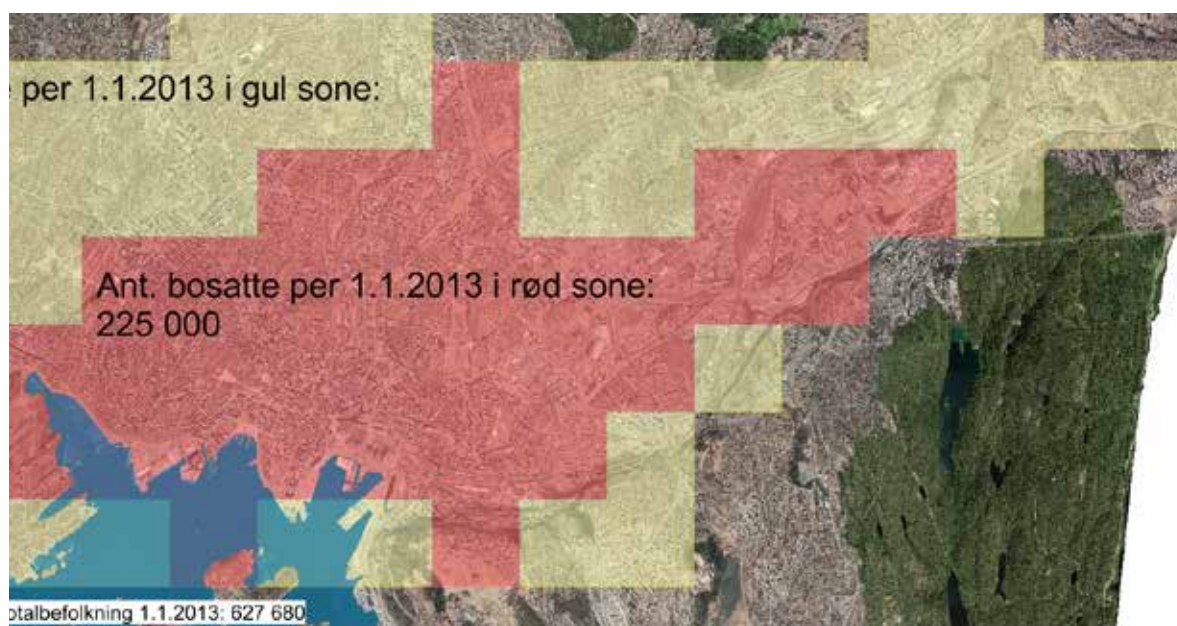 per 1.1.2013 i gul sone:
Ant. bosatte per 1.1.2013 i rød sone:
225 000
otalbefolkning 1.1.2013: 627 680